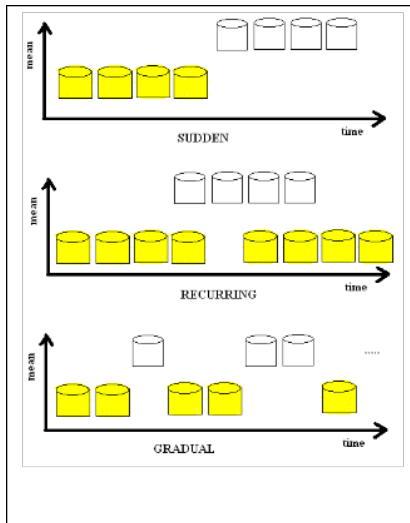 mean
time
SUDDEN
mean
time
RECURRING
mean
.....
time
GRADUAL